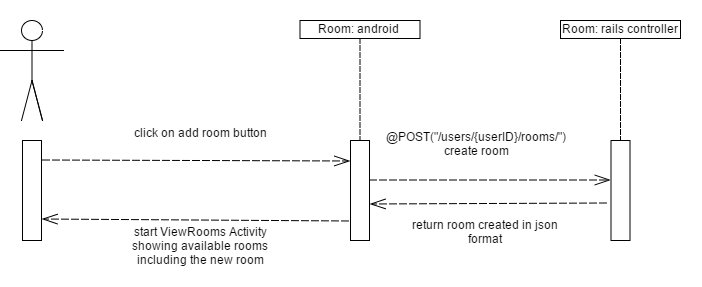 Room: android
Room: rails controller
click on add room button
@POST("/users/{userID}/rooms/")
create room
return room created in json
format
start ViewRooms Activity
showing available rooms
including the new room